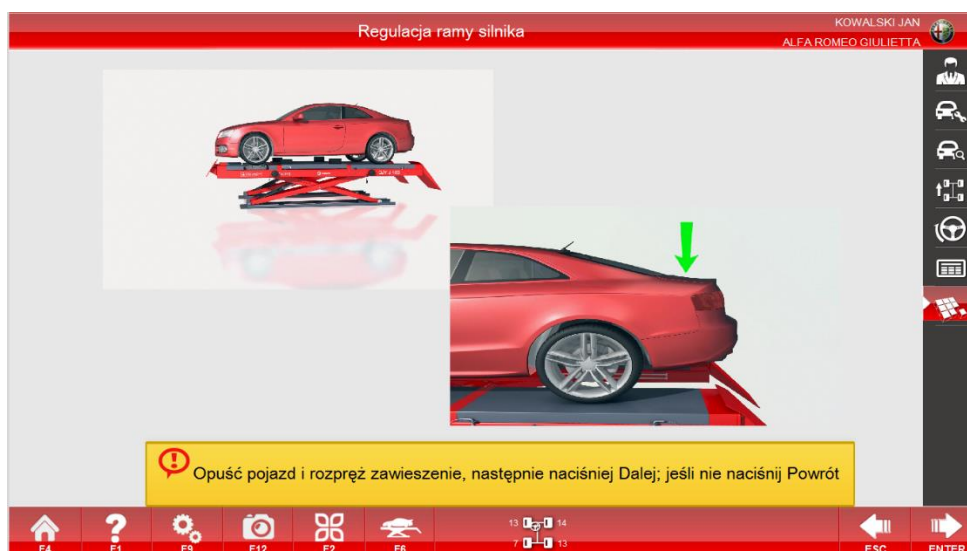 Regulacja ramy silnika
KOWALSKI JAN
ALFA ROMEO GIULIETTA
Opuść pojazd i rozpręż zawieszenie, następnie naciśniej Dalej; jeśli nie naciśnij Powrót
13 14
7 13
F4 F1 F9 F12 F2 F6 ESC ENTER